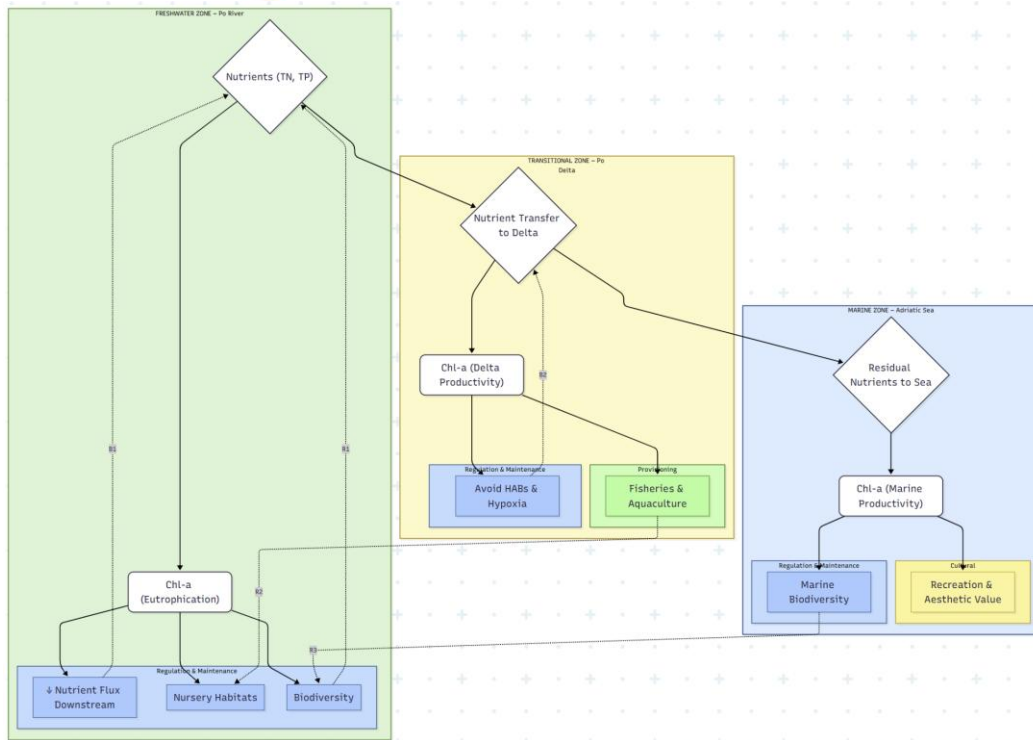 FRESHWATER ZONE – Po River
Nutrients (TN, TP)
TRANSITIONAL ZONE – Po
Delta
Nutrient Transfer
to Delta
MARINE ZONE – Adriatic Sea
Residual
Nutrients to Sea
Chl-a (Delta
Productivity)
B2
B1
R1
Regulation & Maintenance
Avoid HABs &
Hypoxia
Provisioning
Fisheries &
Aquaculture
Chl-a (Marine
Productivity)
Chl-a
(Eutrophication)
R2
Regulation & Maintenance
Marine
Biodiversity
Cultural
Recreation &
Aesthetic Value
R3
Regulation & Maintenance
↓ Nutrient Flux
Downstream
Nursery Habitats
Biodiversity